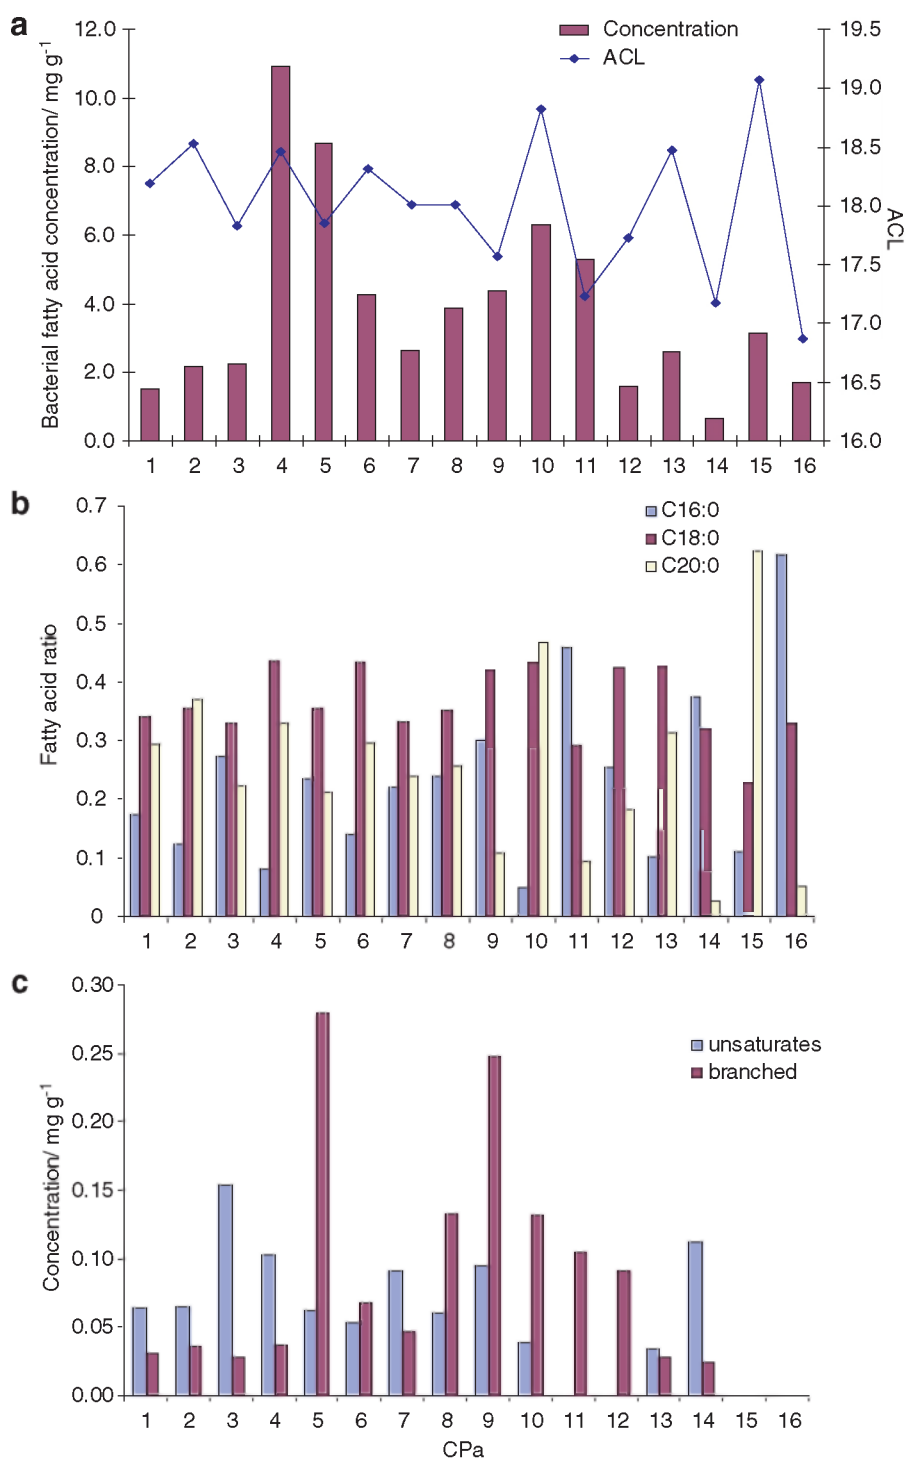 a
12.0
10.0
8.0
6.0
4.0
2.0
0.0
Bacterial fatty acid concentration/ mg g-1
Concentration
ACL
19.5
19.0
18.5
18.0
17.5
17.0
16.5
16.0
ACL
1 2 3 4 5 6 7 8 9 10 11 12 13 14 15 16
b
0.7
0.6
0.5
0.4
0.3
0.2
0.1
0
Fatty acid ratio
C16:0
C18:0
C20:0
1 2 3 4 5 6 7 8 9 10 11 12 13 14 15 16
c
0.30
0.25
0.20
0.15
0.10
0.05
0.00
Concentration/ mg g-1
unsaturates
branched
1 2 3 4 5 6 7 8 9 10 11 12 13 14 15 16
CPa